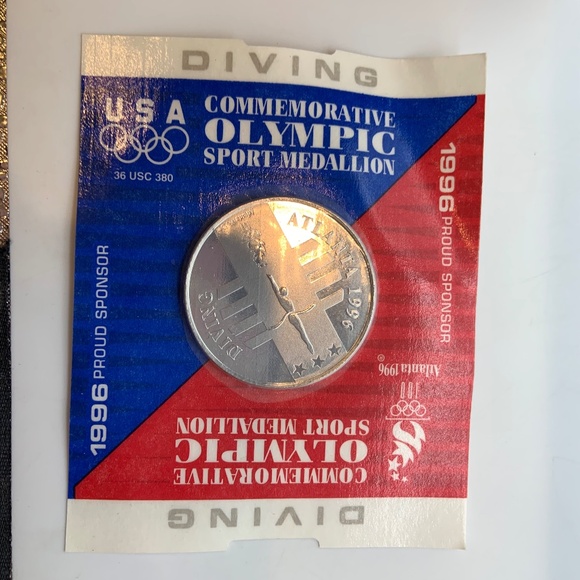 DIVING
USA
36 USC 380
COMMEMORATIVE
OLYMPIC
SPORT MEDALLION
1996 PROUD SPONSOR
1996 PROUD SPONSOR
ATLANTA 1996
DIVING
Atlanta 1996®
100
COMMEMORATIVE
OLYMPIC
SPORT MEDALLION
DIVING